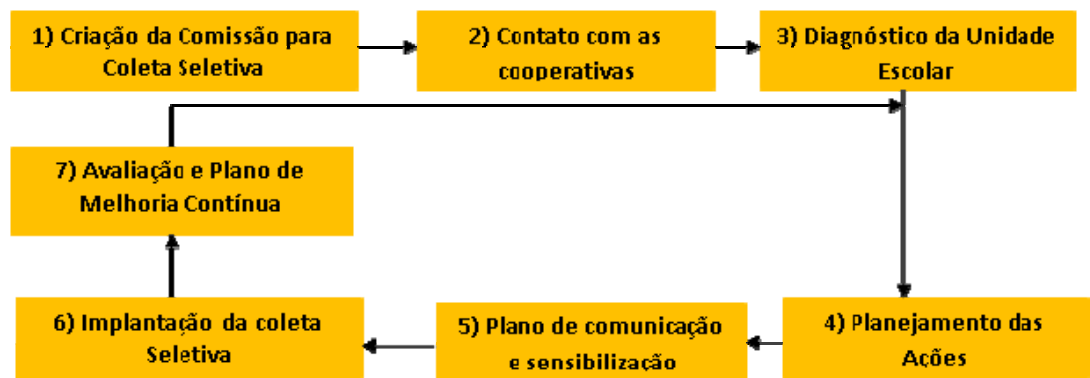 1) Criação da Comissão para
Coleta Seletiva
2) Contato com as
cooperativas
3) Diagnóstico da Unidade
Escolar
7) Avaliação e Plano de
Melhoria Contínua
6) Implantação da coleta
Seletiva
5) Plano de comunicação
e sensibilização
4) Planejamento das
Ações